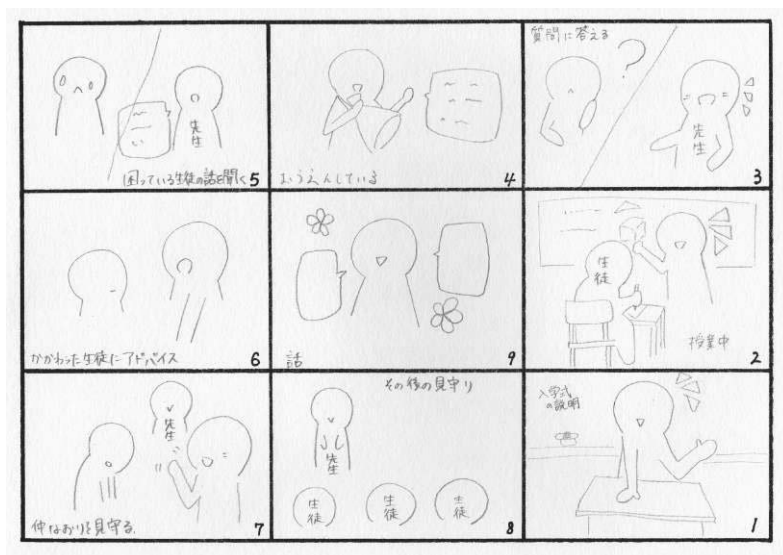 困っている生徒の話を聞く 5
先生
おうえんしている 4
質問に答える
?
先生
3
かかわった生徒にアドバイス 6
話 9
生徒
授業中 2
先生
仲なおりを見守る 7
その後の見守り
先生
生徒 生徒 生徒
8
入学式
の説明
1